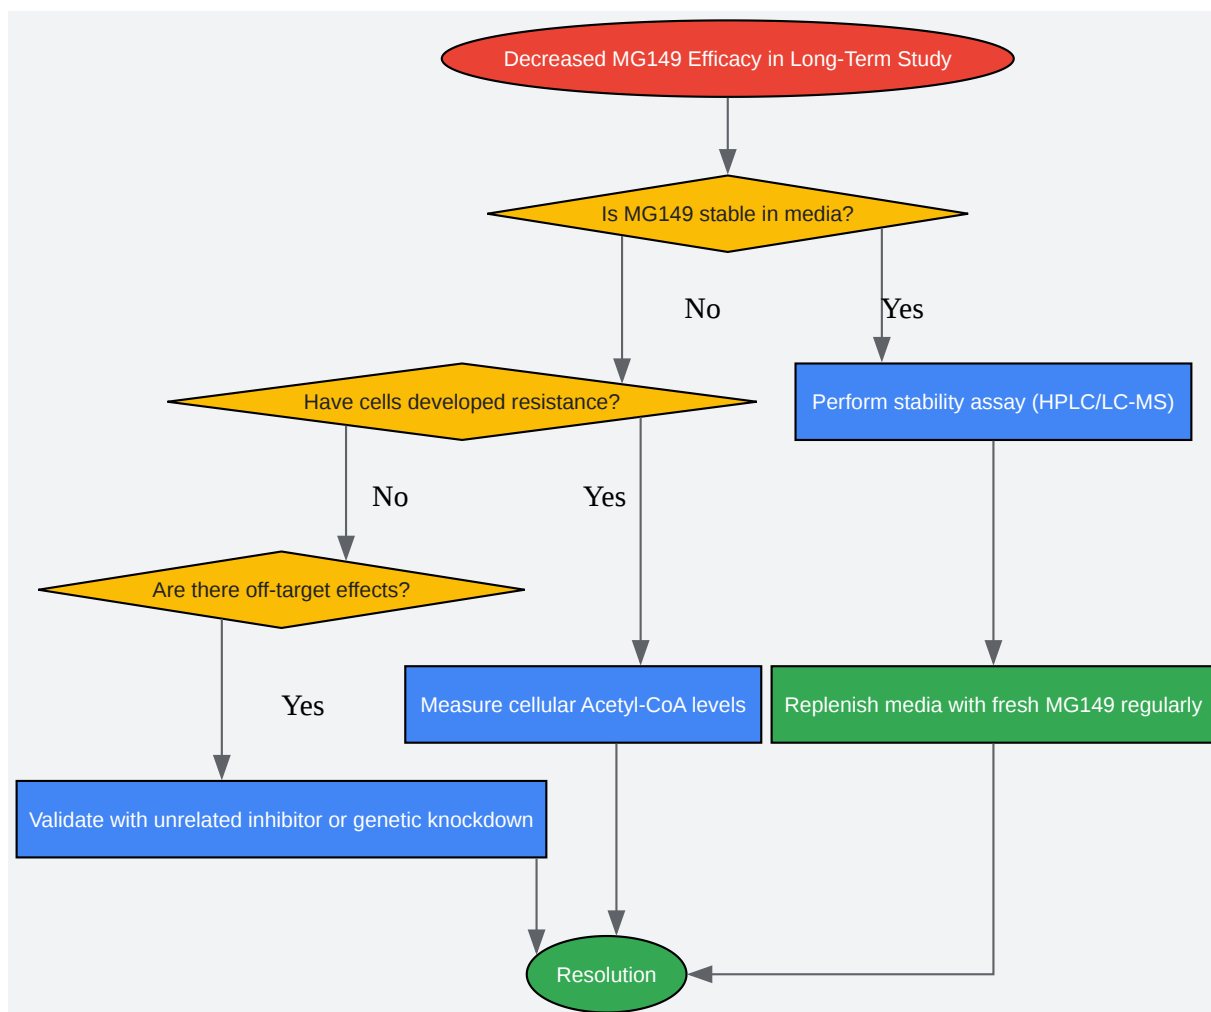 Decreased MG149 Efficacy in Long-Term Study
Is MG149 stable in media?
No
Yes
Have cells developed resistance?
Perform stability assay (HPLC/LC-MS)
No
Yes
Are there off-target effects?
Yes
Measure cellular Acetyl-CoA levels
Replenish media with fresh MG149 regularly
Validate with unrelated inhibitor or genetic knockdown
Resolution